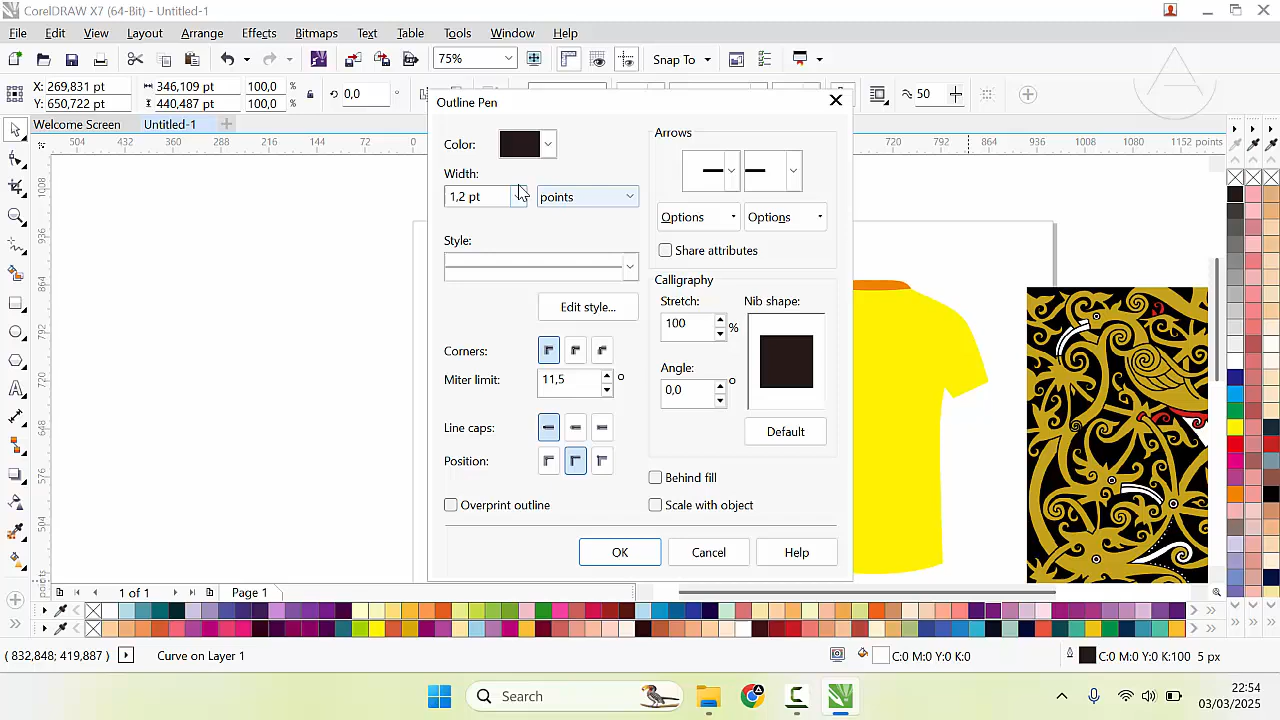 CorelDRAW X7 (64-Bit) - Untitled-1
File Edit View Layout Arrange Effects Bitmaps Text Table Tools Window Help
75% Snap To
X: 269,831 pt 346,109 pt 100,0 % 0,0 ° 50
Y: 650,722 pt 440,487 pt 100,0 %
Welcome Screen Untitled-1
504 432 360 288 216 144 72 0 936 1008 1080 1152 points
1008
936
864
792
720
648
576
504
points
Outline Pen
Color:
Width:
1,2 pt points
Style:
Edit style...
Corners:
Miter limit: 11,5 °
Line caps:
Position:
Overprint outline
Arrows
Options Options
Share attributes
Calligraphy
Stretch: Nib shape:
100 %
Angle:
0,0 °
Default
Behind fill
Scale with object
OK Cancel Help
1 of 1 Page 1
( 832,848; 419,887 ) Curve on Layer 1 C:0 M:0 Y:0 K:0 C:0 M:0 Y:0 K:100 5 px
Search
22:54
03/03/2025